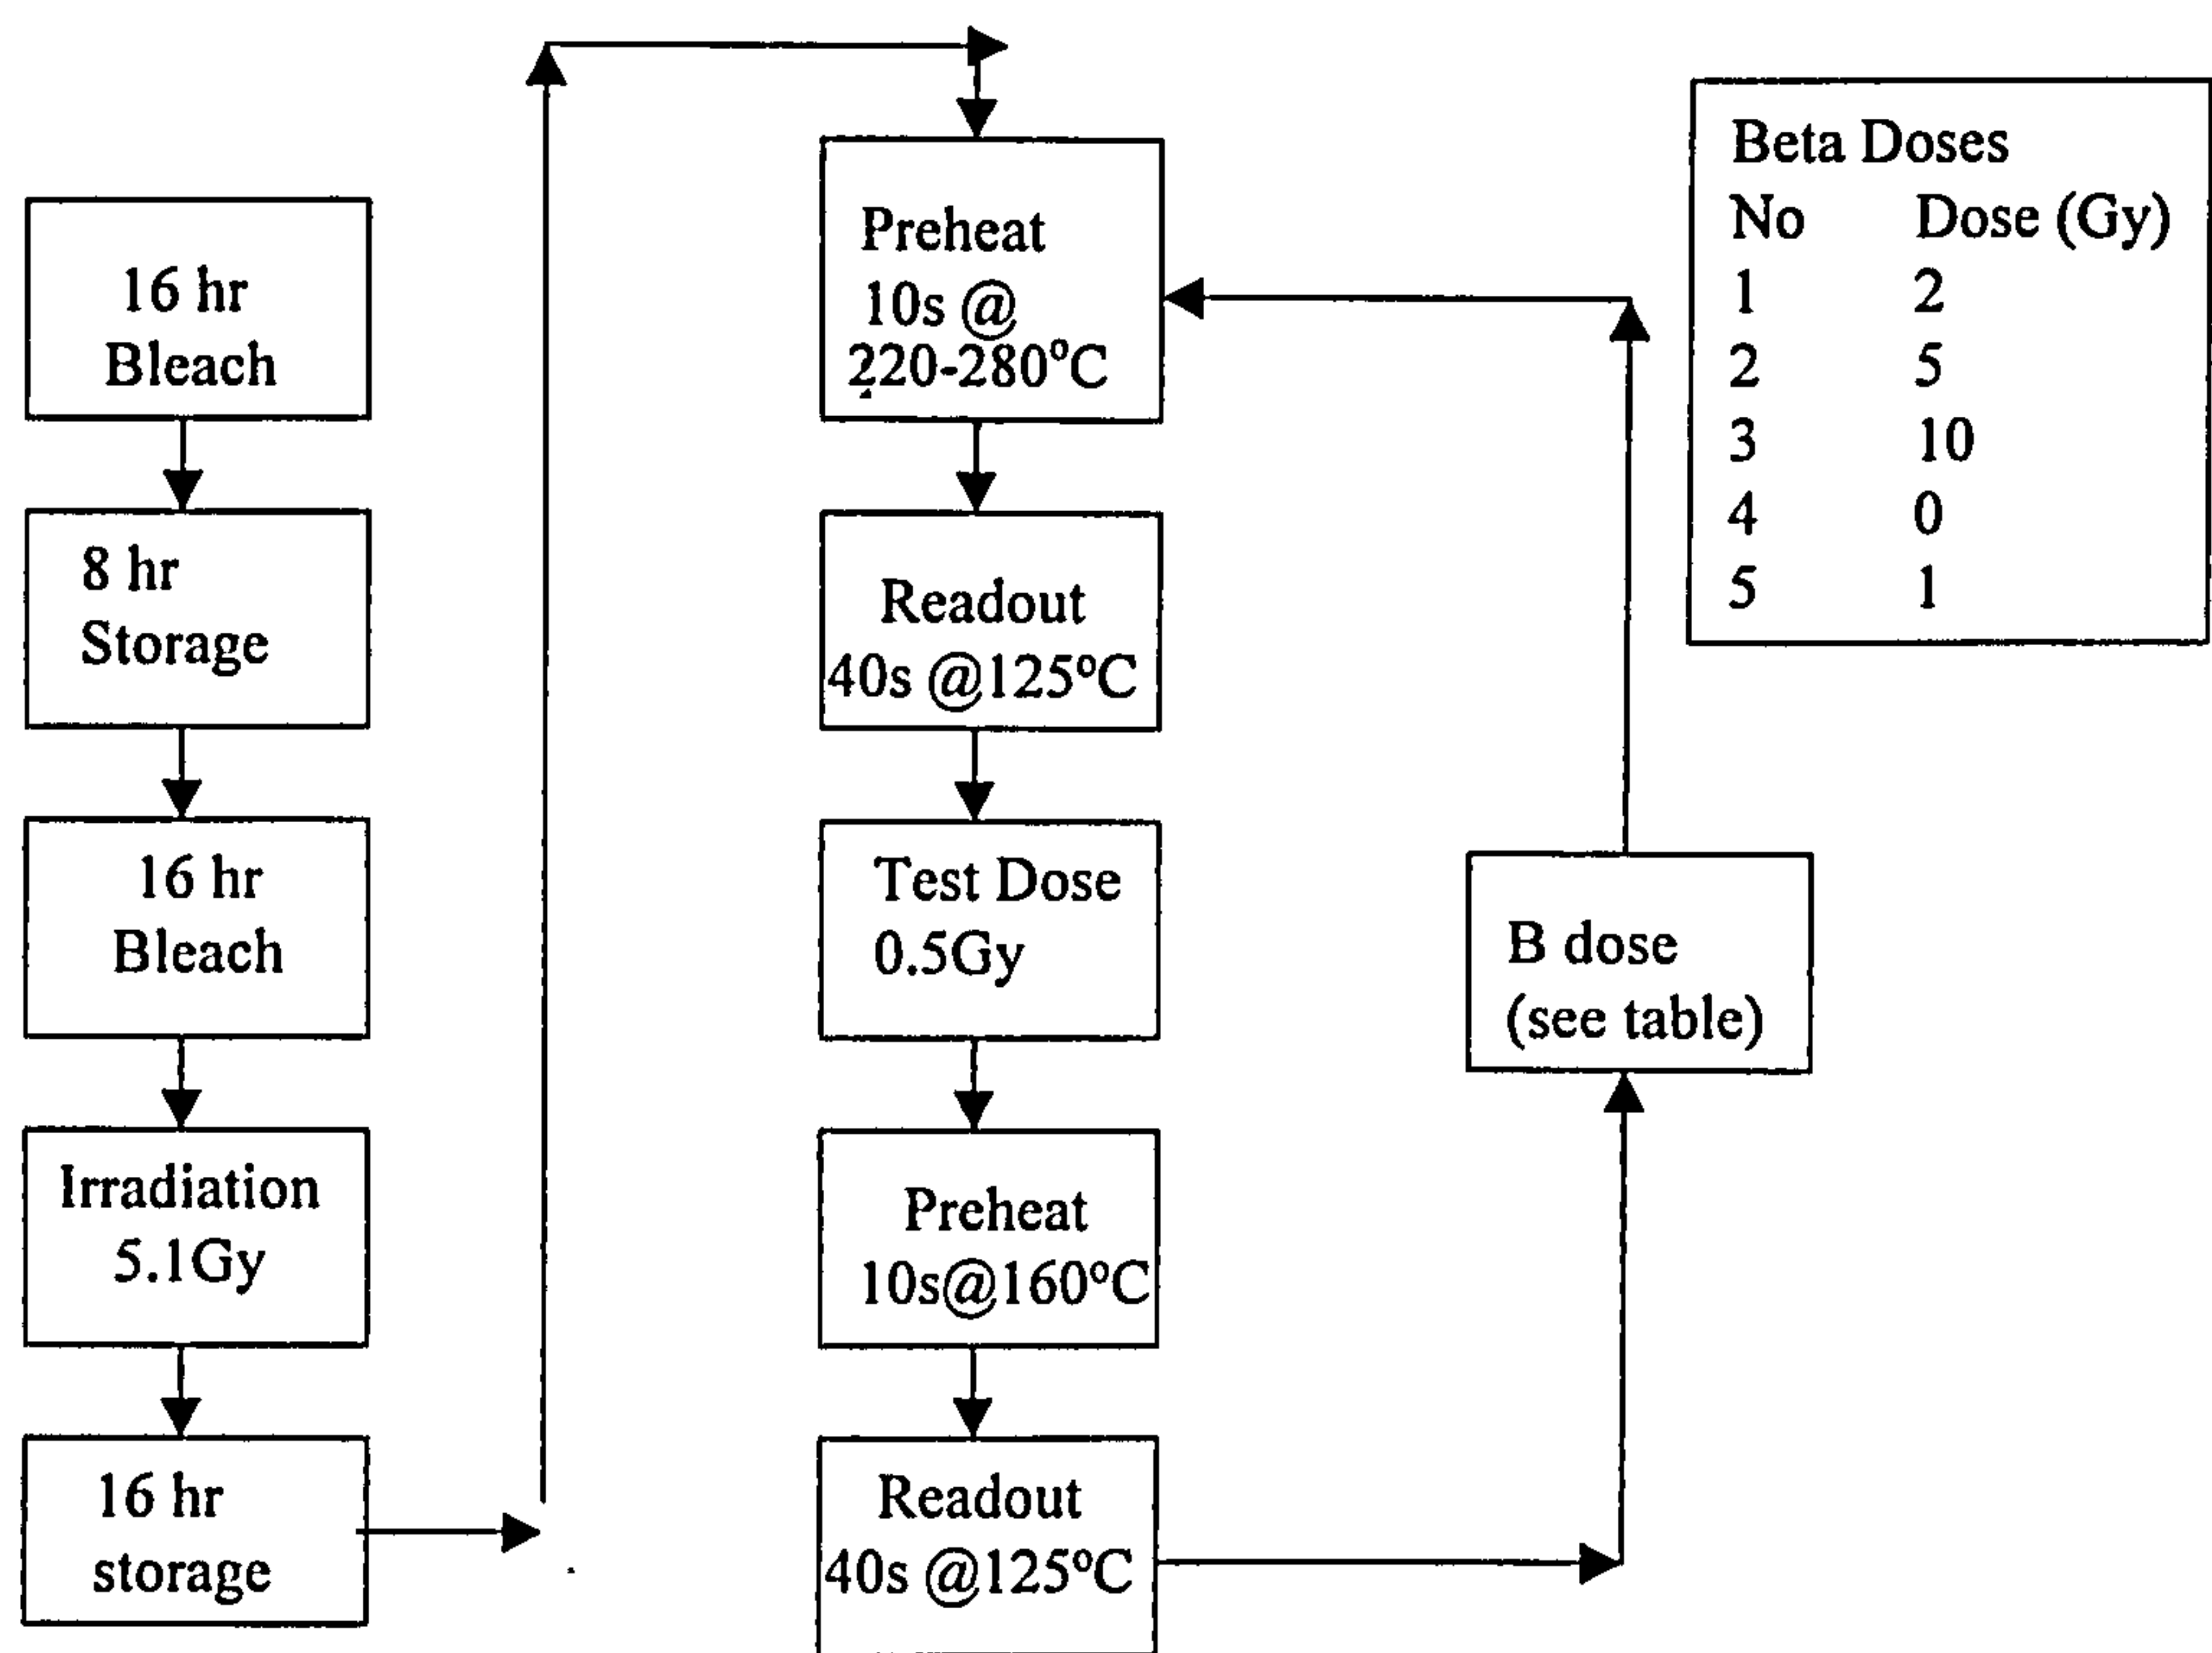 16 hr
Bleach
8 hr
Storage
16 hr
Bleach
Irradiation
5.1Gy
16 hr
storage
Preheat
10s @
220-280°C
Readout
40s @125°C
Test Dose
0.5Gy
Preheat
10s@160°C
Readout
40s @125°C
B dose
(see table)
Beta Doses
No Dose (Gy)
1 2
2 5
3 10
4 0
5 1